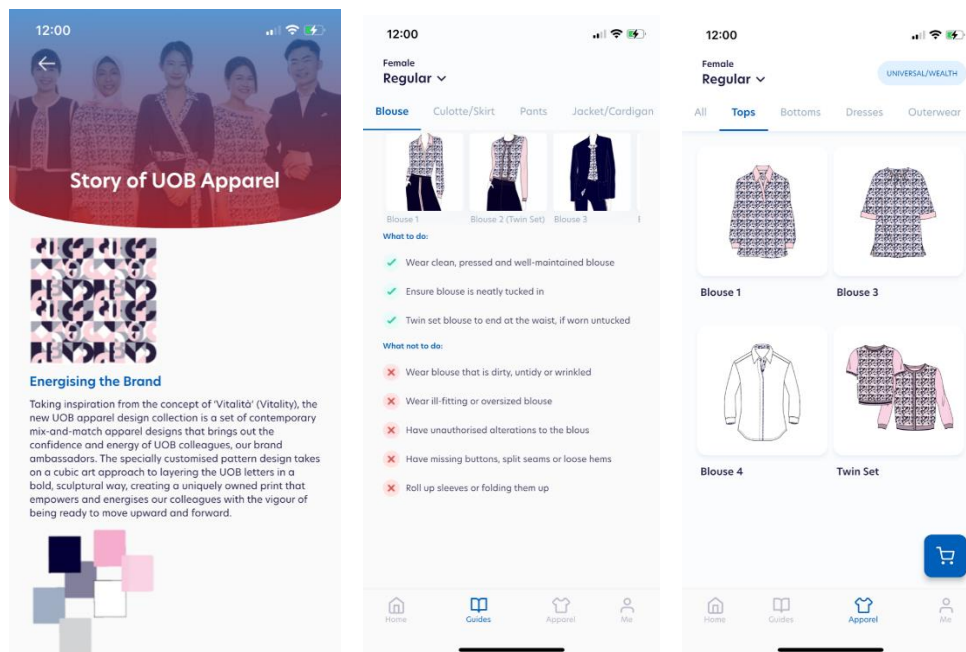 12:00
Story of UOB Apparel
Energising the Brand
Taking inspiration from the concept of 'Vitalità' (Vitality), the
new UOB apparel design collection is a set of contemporary
mix-and-match apparel designs that brings out the
confidence and energy of UOB colleagues, our brand
ambassadors. The specially customised pattern design takes
on a cubic art approach to layering the UOB letters in a
bold, sculptural way, creating a uniquely owned print that
empowers and energises our colleagues with the vigour of
being ready to move upward and forward.
12:00
Female
Regular
Blouse Culotte/Skirt Pants Jacket/Cardigan
Blouse 1 Blouse 2 (Twin Set) Blouse 3
What to do:
Wear clean, pressed and well-maintained blouse
Ensure blouse is neatly tucked in
Twin set blouse to end at the waist, if worn untucked
What not to do:
Wear blouse that is dirty, untidy or wrinkled
Wear ill-fitting or oversized blouse
Have unauthorised alterations to the blous
Have missing buttons, split seams or loose hems
Roll up sleeves or folding them up
Home Guides Apparel Me
12:00
Female
Regular
UNIVERSAL/WEALTH
All Tops Bottoms Dresses Outerwear
Blouse 1 Blouse 3
Blouse 4 Twin Set
Home Guides Apparel Me